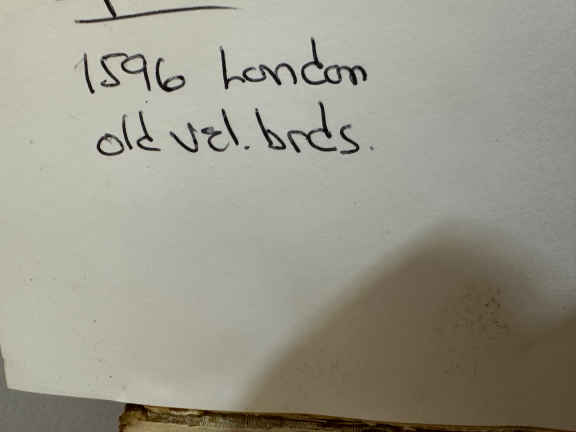 1596 London
old vel. brds.